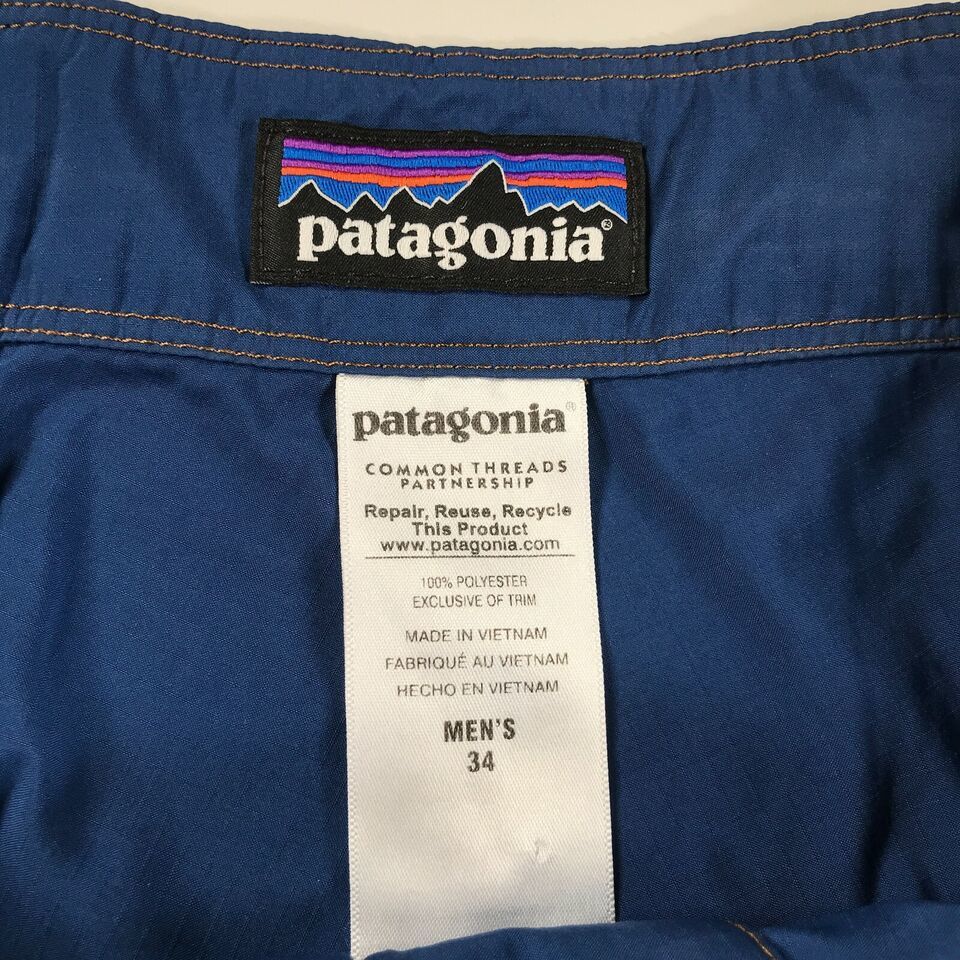 patagonia®
patagonia®
COMMON THREADS
PARTNERSHIP
Repair, Reuse, Recycle
This Product
www.patagonia.com
100% POLYESTER
EXCLUSIVE OF TRIM
MADE IN VIETNAM
FABRIQUÉ AU VIETNAM
HECHO EN VIETNAM
MEN'S
34